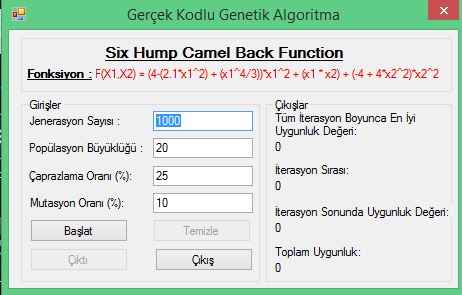 Gerçek Kodlu Genetik Algoritma
Six Hump Camel Back Function
Fonksiyon : F(X1,X2) = (4-(2.1*x1^2) + (x1^4/3))*x1^2 + (x1 * x2) + (-4 + 4*x2^2)*x2^2
Girişler
Jenerasyon Sayısı : 1000
Popülasyon Büyüklüğü : 20
Çaprazlama Oranı (%): 25
Mutasyon Oranı (%): 10
Başlat Temizle
Çıktı Çıkış
Çıkışlar
Tüm İterasyon Boyunca En İyi
Uygunluk Değeri:
0
İterasyon Sırası:
0
İterasyon Sonunda Uygunluk Değeri:
0
Toplam Uygunluk:
0